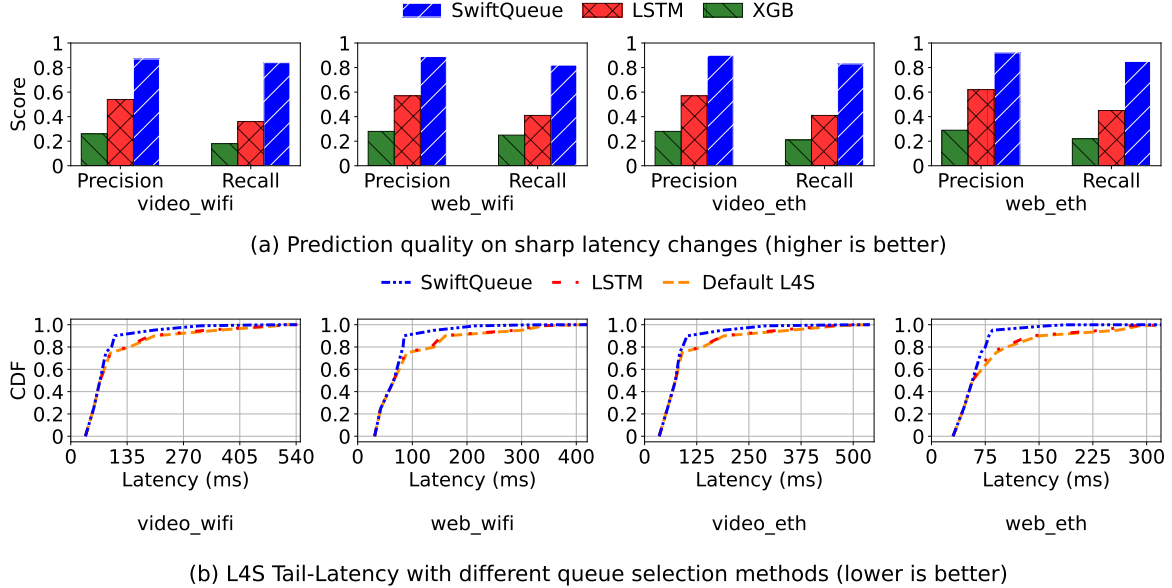 SwiftQueue LSTM XGB
Score
1 1 1 1
0.8 0.8 0.8 0.8
0.6 0.6 0.6 0.6
0.4 0.4 0.4 0.4
0.2 0.2 0.2 0.2
0 0 0 0
Precision Recall Precision Recall Precision Recall Precision Recall
video_wifi web_wifi video_eth web_eth
(a) Prediction quality on sharp latency changes (higher is better)
SwiftQueue LSTM Default L4S
CDF
1.0 1.0 1.0 1.0
0.8 0.8 0.8 0.8
0.6 0.6 0.6 0.6
0.4 0.4 0.4 0.4
0.2 0.2 0.2 0.2
0 0 0 0
0 135 270 405 540 0 100 200 300 400 0 125 250 375 500 0 75 150 225 300
Latency (ms) Latency (ms) Latency (ms) Latency (ms)
video_wifi web_wifi video_eth web_eth
(b) L4S Tail-Latency with different queue selection methods (lower is better)